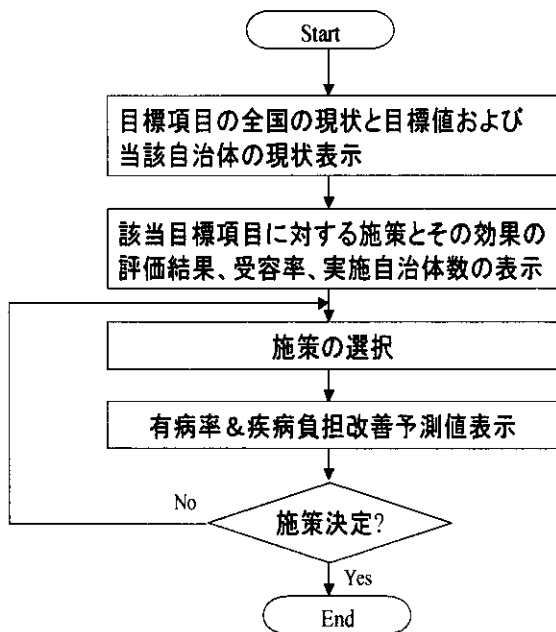 Start
目標項目の全国の現状と目標値および
当該自治体の現状表示
該当目標項目に対する施策とその効果の
評価結果、受容率、実施自治体数の表示
施策の選択
有病率＆疾病負担改善予測値表示
施策決定?
No
Yes
End